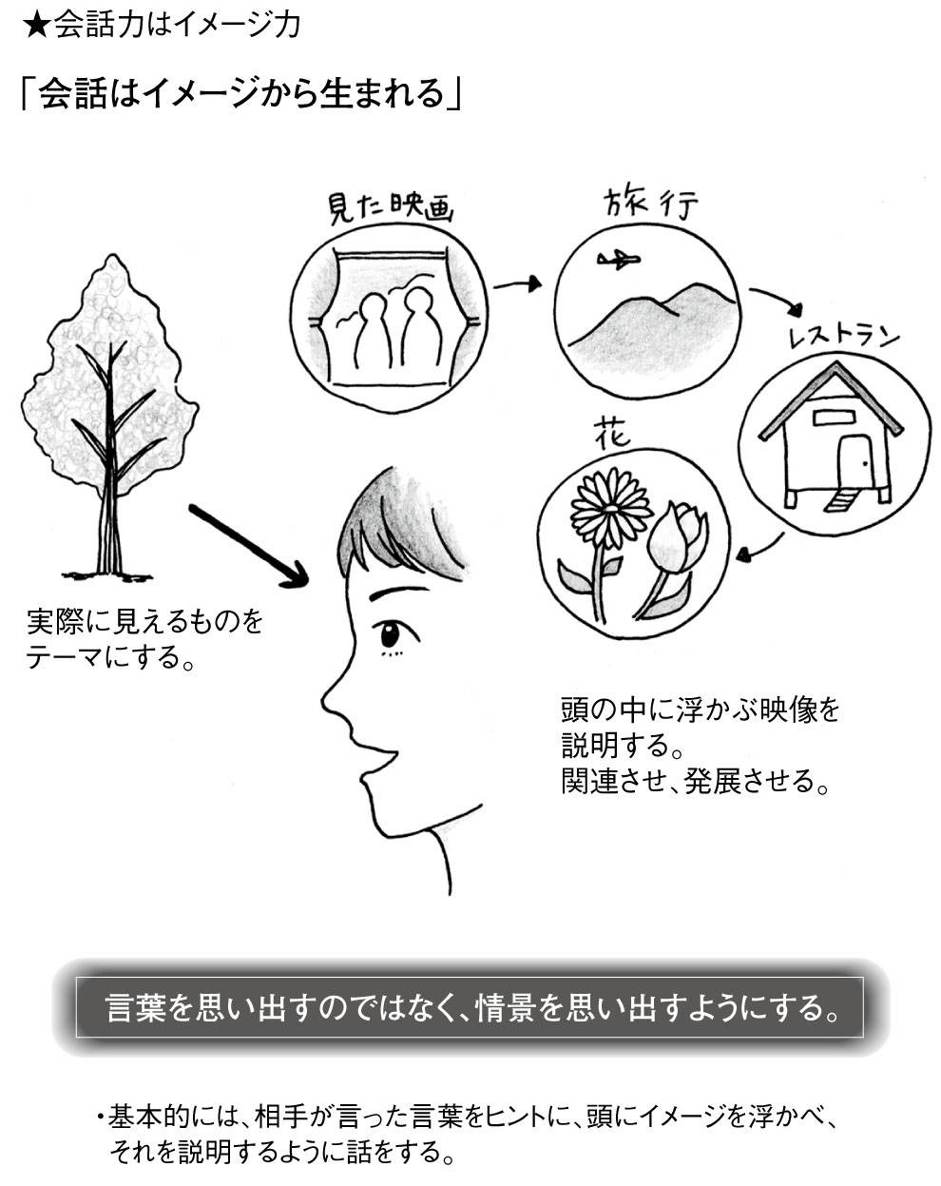 ★会話力はイメージ力
「会話はイメージから生まれる」
見た映画
旅行
レストラン
花
実際に見えるものを
テーマにする。
頭の中に浮かぶ映像を
説明する。
関連させ、発展させる。
言葉を思い出すのではなく、情景を思い出すようにする。
・基本的には、相手が言った言葉をヒントに、頭にイメージを浮かべ、
それを説明するように話をする。